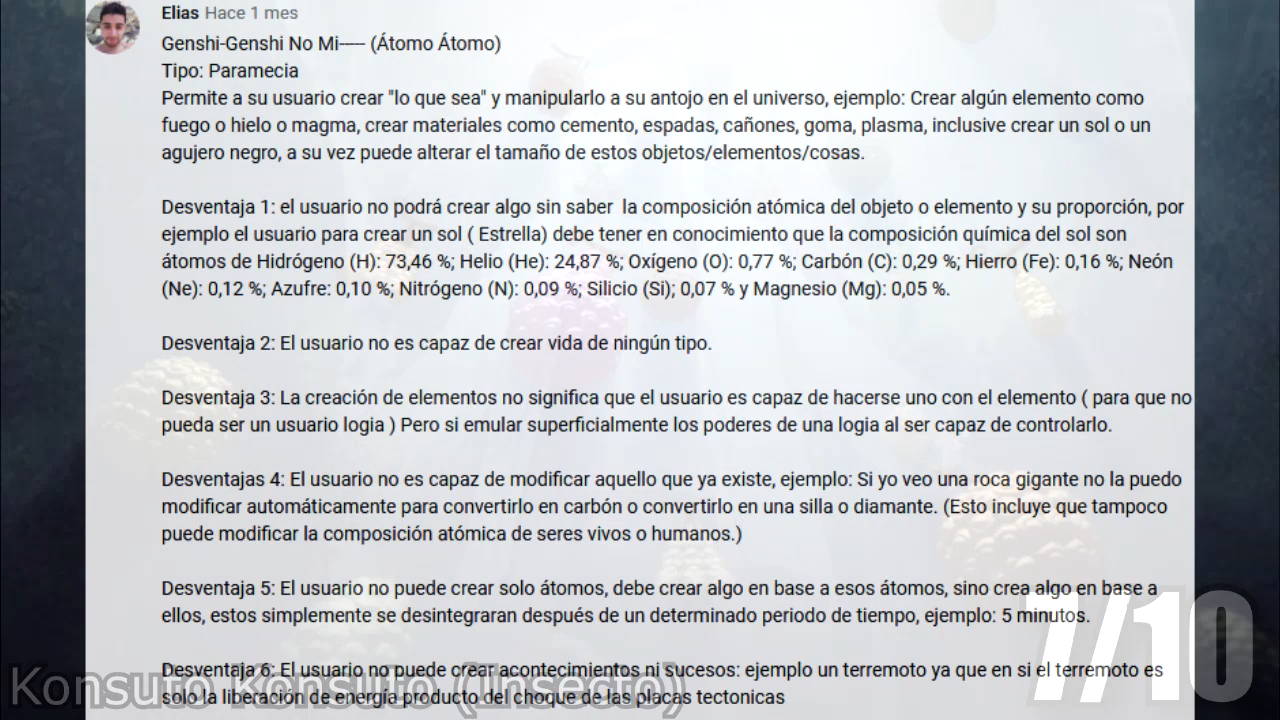 Elias Hace 1 mes
Genshi-Genshi No Mi---- (Átomo Átomo)
Tipo: Paramecia
Permite a su usuario crear "lo que sea" y manipularlo a su antojo en el universo, ejemplo: Crear algún elemento como
fuego o hielo o magma, crear materiales como cemento, espadas, cañones, goma, plasma, inclusive crear un sol o un
agujero negro, a su vez puede alterar el tamaño de estos objetos/elementos/cosas.
Desventaja 1: el usuario no podrá crear algo sin saber la composición atómica del objeto o elemento y su proporción, por
ejemplo el usuario para crear un sol ( Estrella) debe tener en conocimiento que la composición química del sol son
átomos de Hidrógeno (H): 73,46 %; Helio (He): 24,87 %; Oxígeno (O): 0,77 %; Carbón (C): 0,29 %; Hierro (Fe): 0,16 %; Neón
(Ne): 0,12 %; Azufre: 0,10 %; Nitrógeno (N): 0,09 %; Silicio (Si); 0,07 % y Magnesio (Mg): 0,05 %.
Desventaja 2: El usuario no es capaz de crear vida de ningún tipo.
Desventaja 3: La creación de elementos no significa que el usuario es capaz de hacerse uno con el elemento ( para que no
pueda ser un usuario logia ) Pero si emular superficialmente los poderes de una logia al ser capaz de controlarlo.
Desventajas 4: El usuario no es capaz de modificar aquello que ya existe, ejemplo: Si yo veo una roca gigante no la puedo
modificar automáticamente para convertirlo en carbón o convertirlo en una silla o diamante. (Esto incluye que tampoco
puede modificar la composición atómica de seres vivos o humanos.)
Desventaja 5: El usuario no puede crear solo átomos, debe crear algo en base a esos átomos, sino crea algo en base a
ellos, estos simplemente se desintegraran después de un determinado periodo de tiempo, ejemplo: 5 minutos.
Desventaja 6: El usuario no puede crear acontecimientos ni sucesos: ejemplo un terremoto ya que en si el terremoto es
solo la liberación de energía producto del choque de las placas tectonicas
Konsuto Konsuto (Insecto)
7/10